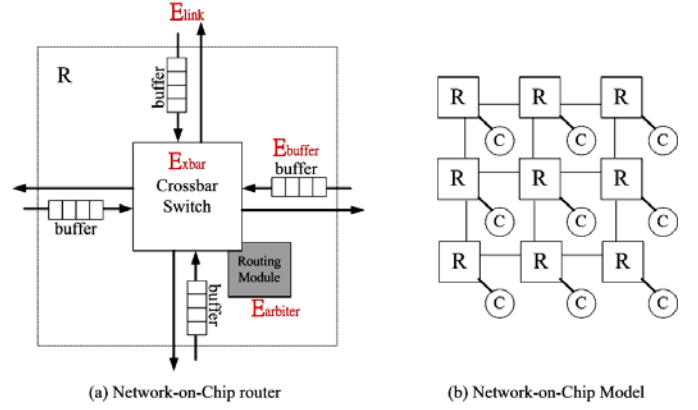 Elink
R
buffer
Exbar
Crossbar
Switch
Ebuffer
buffer
buffer
Routing
Module
Earbiter
buffer
(a) Network-on-Chip router
R R R
C C C
R R R
C C C
R R R
C C C
(b) Network-on-Chip Model